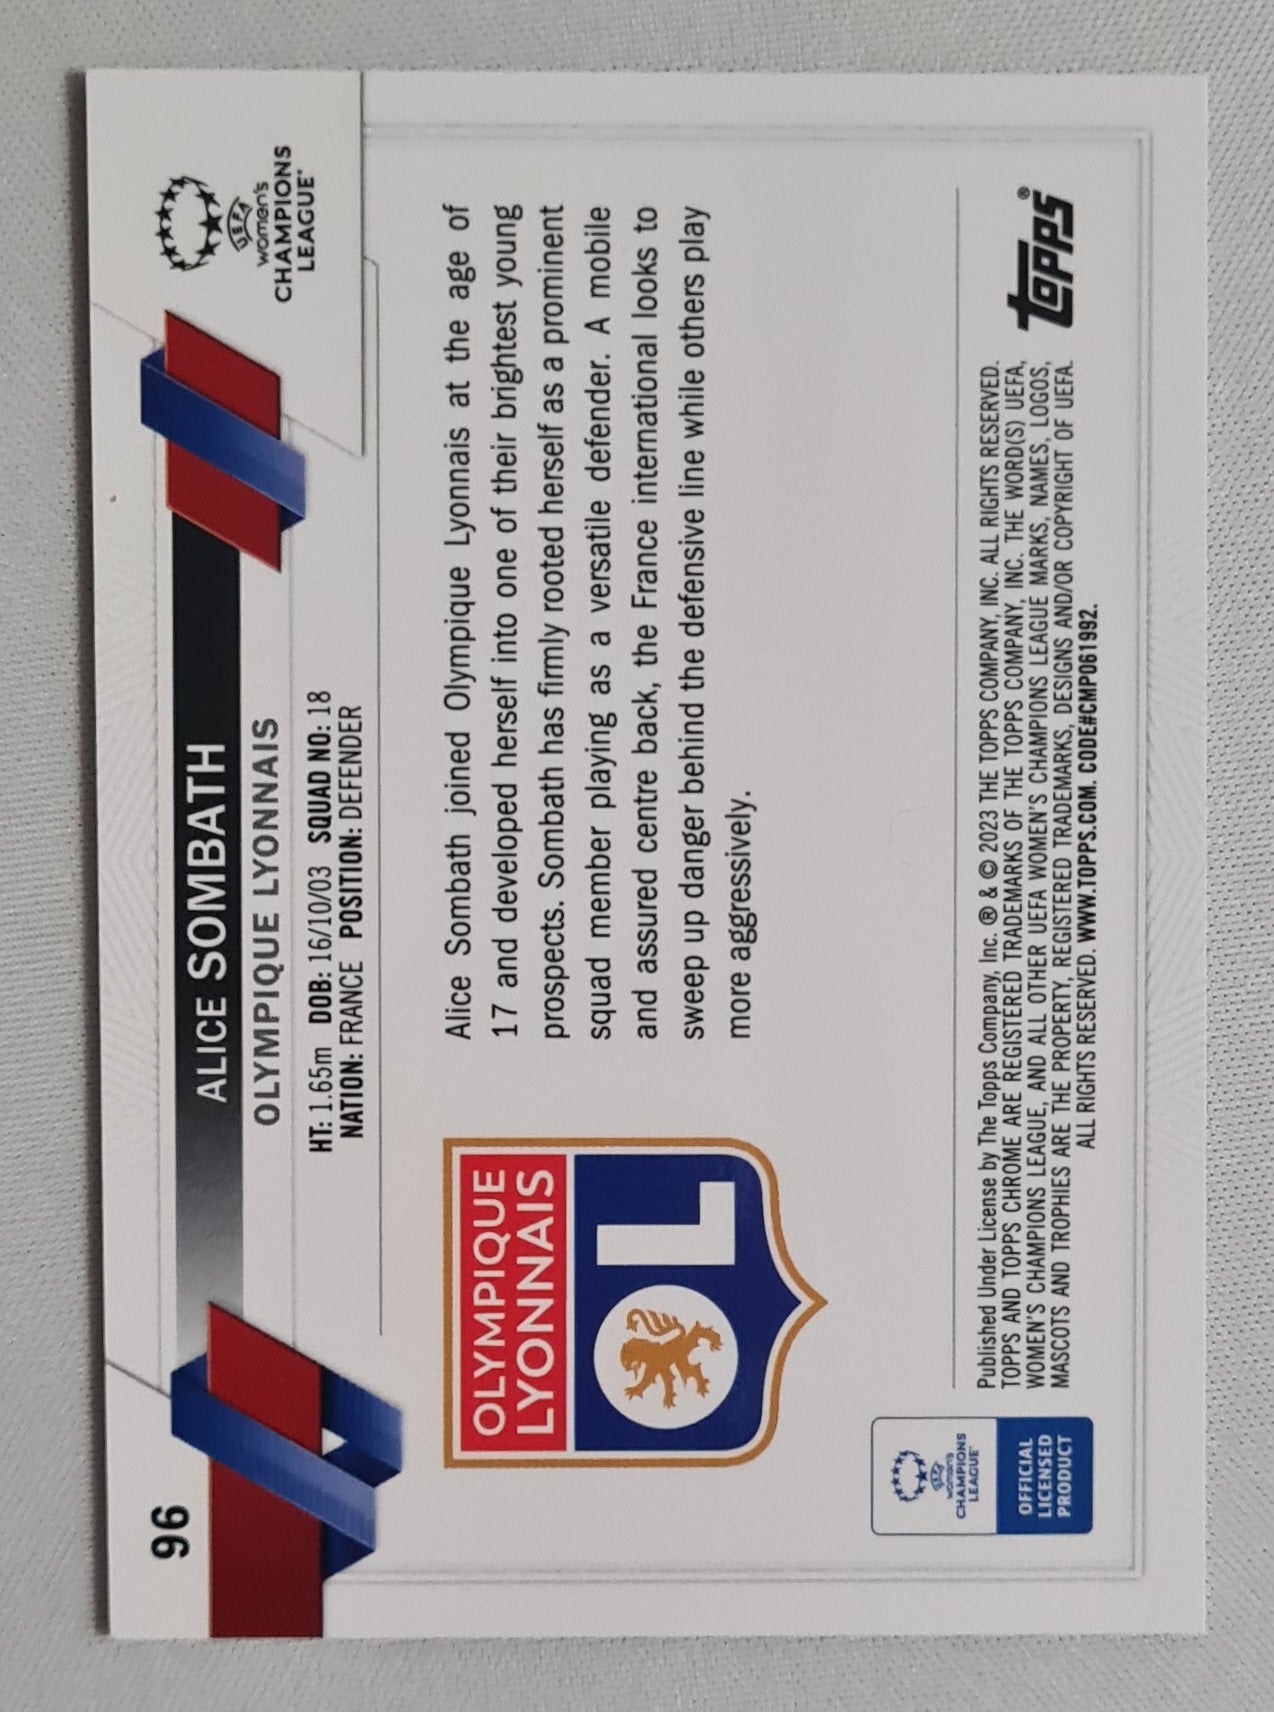 96
ALICE SOMBATH
OLYMPIQUE LYONNAIS
HT: 1.65m DOB: 16/10/03 SQUAD NO: 18
NATION: FRANCE POSITION: DEFENDER
UEFA
women's
CHAMPIONS
LEAGUE™
OLYMPIQUE
LYONNAIS
OL
Alice Sombath joined Olympique Lyonnais at the age of
17 and developed herself into one of their brightest young
prospects. Sombath has firmly rooted herself as a prominent
squad member playing as a versatile defender. A mobile
and assured centre back, the France international looks to
sweep up danger behind the defensive line while others play
more aggressively.
UEFA
women's
CHAMPIONS
LEAGUE
OFFICIAL
LICENSED
PRODUCT
Published Under License by The Topps Company, Inc. ® & © 2023 THE TOPPS COMPANY, INC. ALL RIGHTS RESERVED.
TOPPS AND TOPPS CHROME ARE REGISTERED TRADEMARKS OF THE TOPPS COMPANY, INC. THE WORD(S) UEFA,
WOMEN'S CHAMPIONS LEAGUE, AND ALL OTHER UEFA WOMEN'S CHAMPIONS LEAGUE MARKS, NAMES, LOGOS,
MASCOTS AND TROPHIES ARE THE PROPERTY, REGISTERED TRADEMARKS, DESIGNS AND/OR COPYRIGHT OF UEFA.
ALL RIGHTS RESERVED. WWW.TOPPS.COM. CODE#CMP061992.
topps®